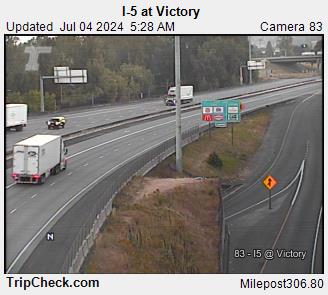 I-5 at Victory
Updated Jul 04 2024 5:28 AM Camera 83
N
83 - I5 @ Victory
TripCheck.com Milepost306.80